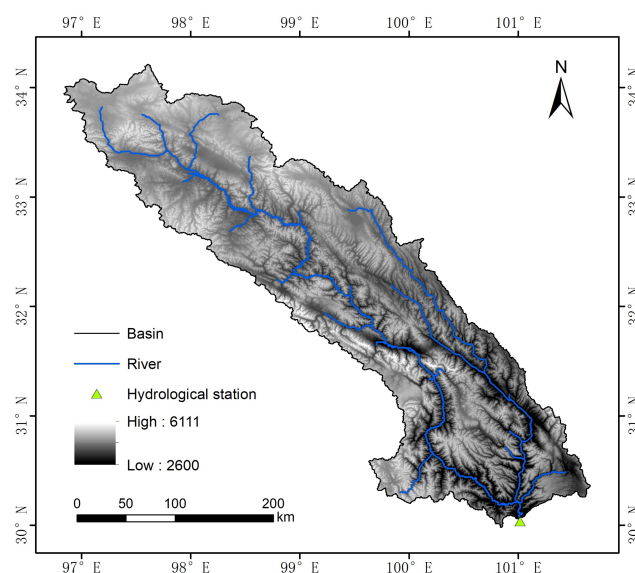 97° E 98° E 99° E 100° E 101° E
N
34° N 34° N
33° N 33° N
32° N 32° N
31° N 31° N
30° N 30° N
Basin
River
Hydrological station
High : 6111
Low : 2600
0 50 100 200
km
97° E 98° E 99° E 100° E 101° E